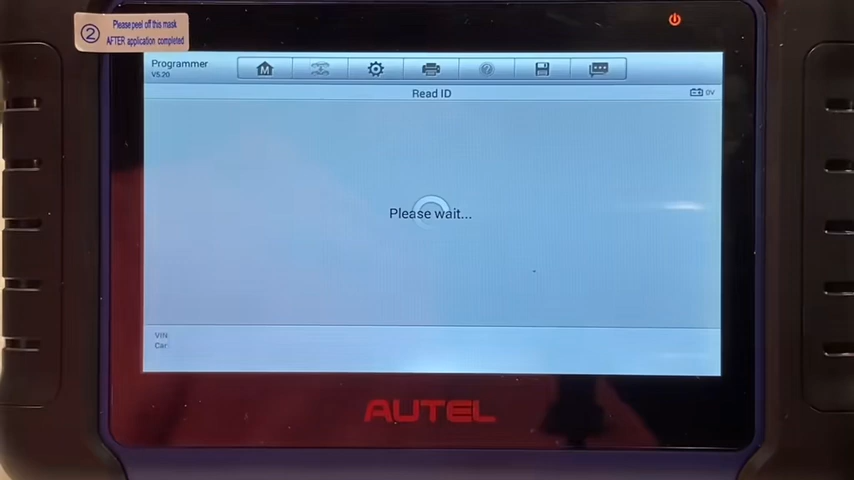 ②
Please peel off this mask
AFTER application completed
Programmer
V5.20
M
Read ID
0V
Please wait...
VIN:
Car:
AUTEL